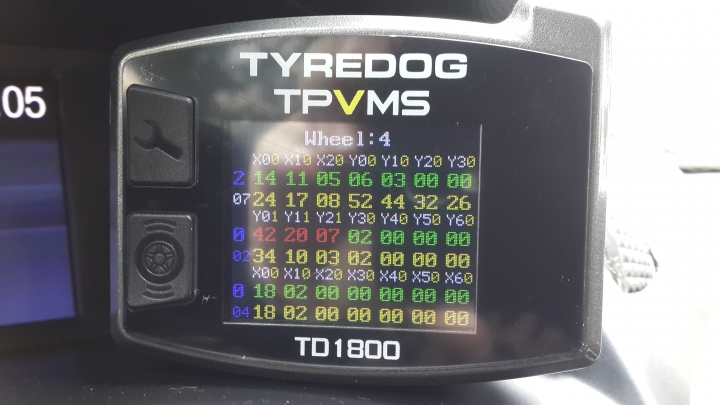 .05
TYREDOG
TPVMS
Wheel:4
X00 X10 X20 Y00 Y10 Y20 Y30
2 14 11 05 06 03 00 00
07 24 17 08 52 44 32 26
Y01 Y11 Y21 Y30 Y40 Y50 Y60
0 42 20 07 02 00 00 00
02 34 10 03 02 00 00 00
X00 X10 X20 X30 X40 X50 X60
0 18 02 00 00 00 00 00
04 18 02 00 00 00 00 00
TD1800